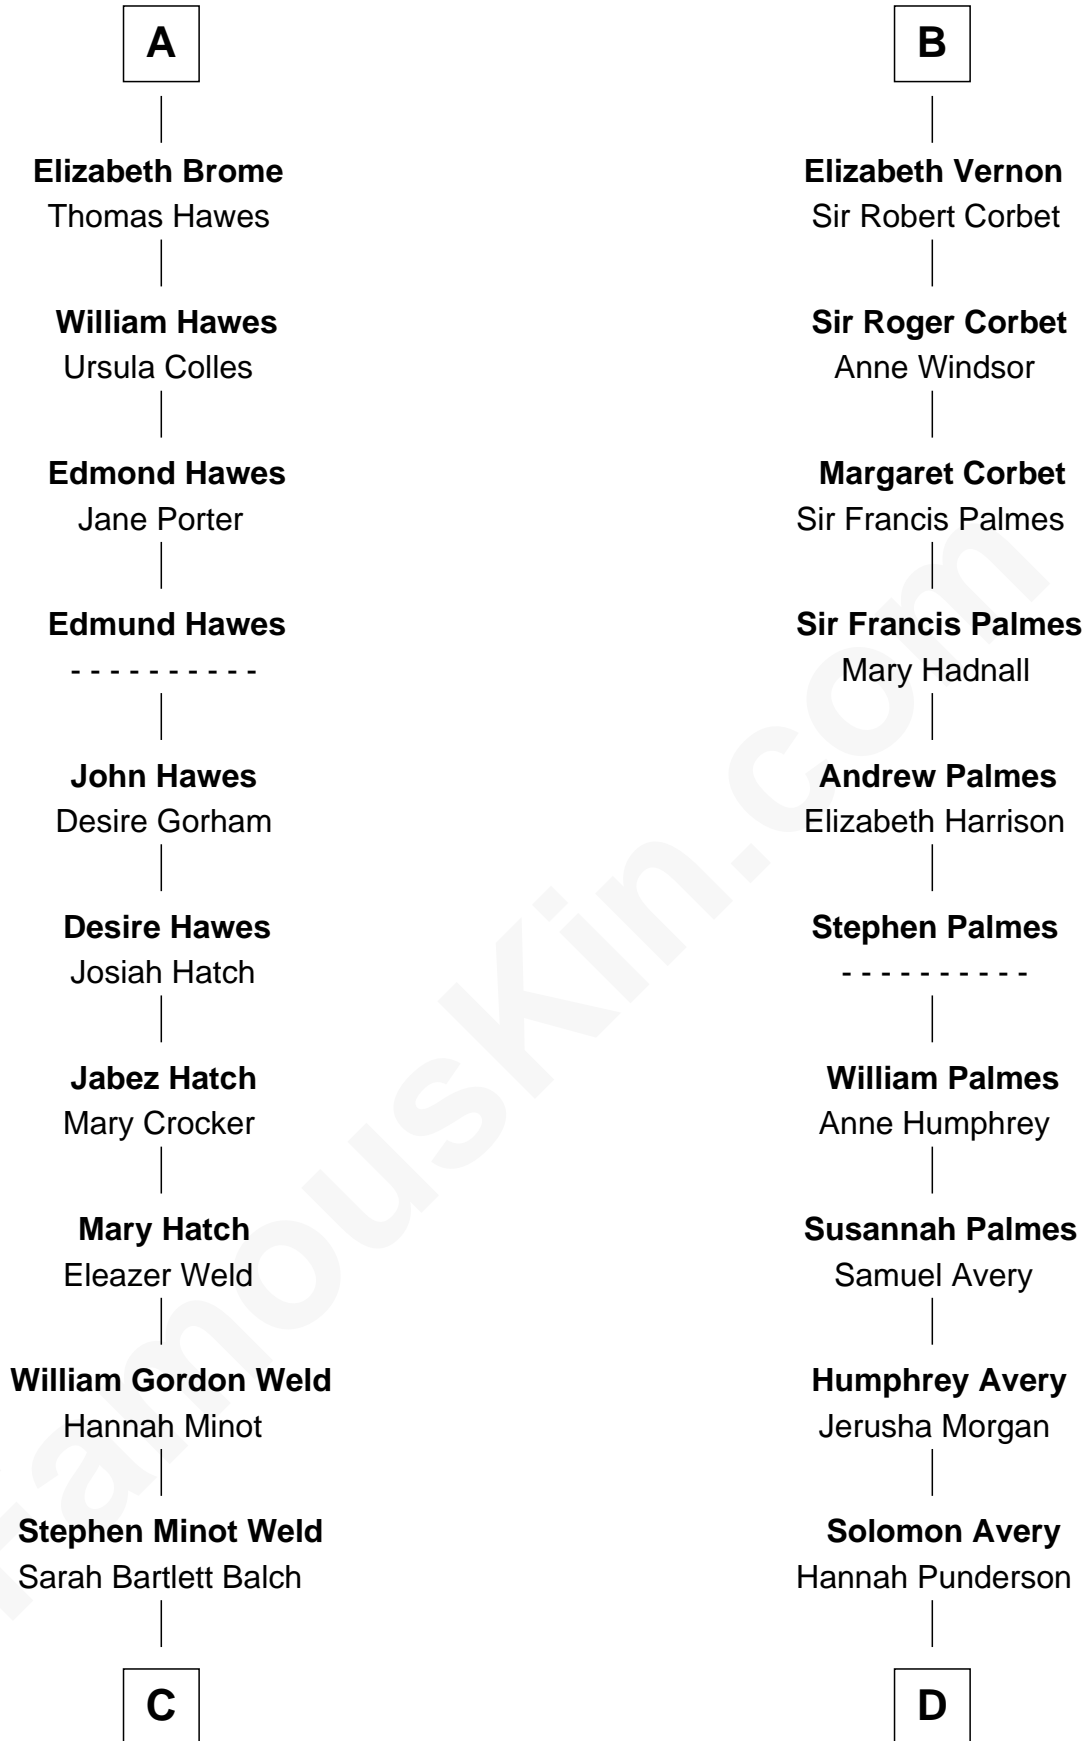 A
Elizabeth Brome
Thomas Hawes
William Hawes
Ursula Colles
Edmond Hawes
Jane Porter
Edmund Hawes
- - - - - - - - - -
John Hawes
Desire Gorham
Desire Hawes
Josiah Hatch
Jabez Hatch
Mary Crocker
Mary Hatch
Eleazer Weld
William Gordon Weld
Hannah Minot
Stephen Minot Weld
Sarah Bartlett Balch
C
B
Elizabeth Vernon
Sir Robert Corbet
Sir Roger Corbet
Anne Windsor
Margaret Corbet
Sir Francis Palmes
Sir Francis Palmes
Mary Hadnall
Andrew Palmes
Elizabeth Harrison
Stephen Palmes
- - - - - - - - - -
William Palmes
Anne Humphrey
Susannah Palmes
Samuel Avery
Humphrey Avery
Jerusha Morgan
Solomon Avery
Hannah Punderson
D
FamousKin.com